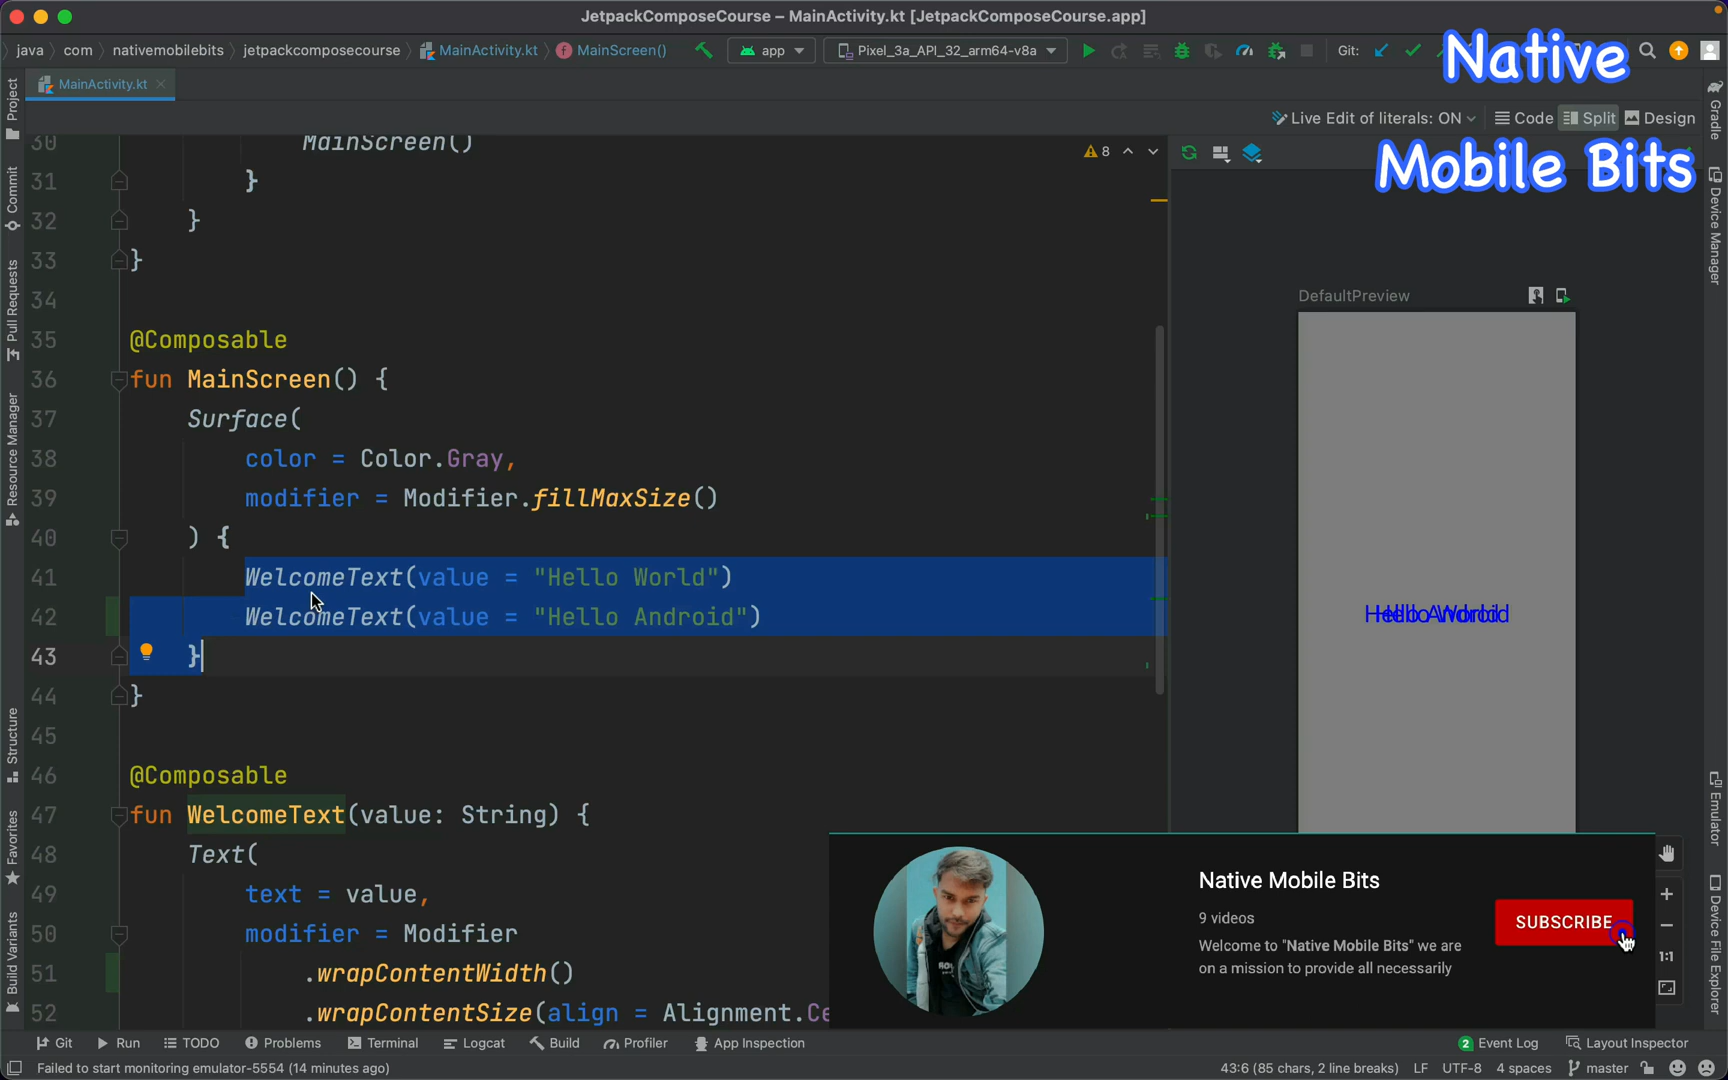 JetpackComposeCourse – MainActivity.kt [JetpackComposeCourse.app]
java com nativemobilebits jetpackcomposecourse MainActivity.kt MainScreen() app Pixel_3a_API_32_arm64-v8a Git:
Native
Mobile Bits
MainActivity.kt
Live Edit of literals: ON Code Split Design
8
30 MainScreen()
31 }
32 }
33 }
34
35 @Composable
36 fun MainScreen() {
37 Surface(
38 color = Color.Gray,
39 modifier = Modifier.fillMaxSize()
40 ) {
41 WelcomeText(value = "Hello World")
42 WelcomeText(value = "Hello Android")
43 }
44 }
45
46 @Composable
47 fun WelcomeText(value: String) {
48 Text(
49 text = value,
50 modifier = Modifier
51 .wrapContentWidth()
52 .wrapContentSize(align = Alignment.Ce
Project
Commit
Pull Requests
Resource Manager
Structure
Favorites
Build Variants
DefaultPreview
Hello World
Hello Android
Gradle
Device Manager
Emulator
Device File Explorer
1:1
Native Mobile Bits
9 videos
Welcome to "Native Mobile Bits" we are
on a mission to provide all necessarily
SUBSCRIBE
Git Run TODO Problems Terminal Logcat Build Profiler App Inspection 2 Event Log Layout Inspector
Failed to start monitoring emulator-5554 (14 minutes ago) 43:6 (85 chars, 2 line breaks) LF UTF-8 4 spaces master